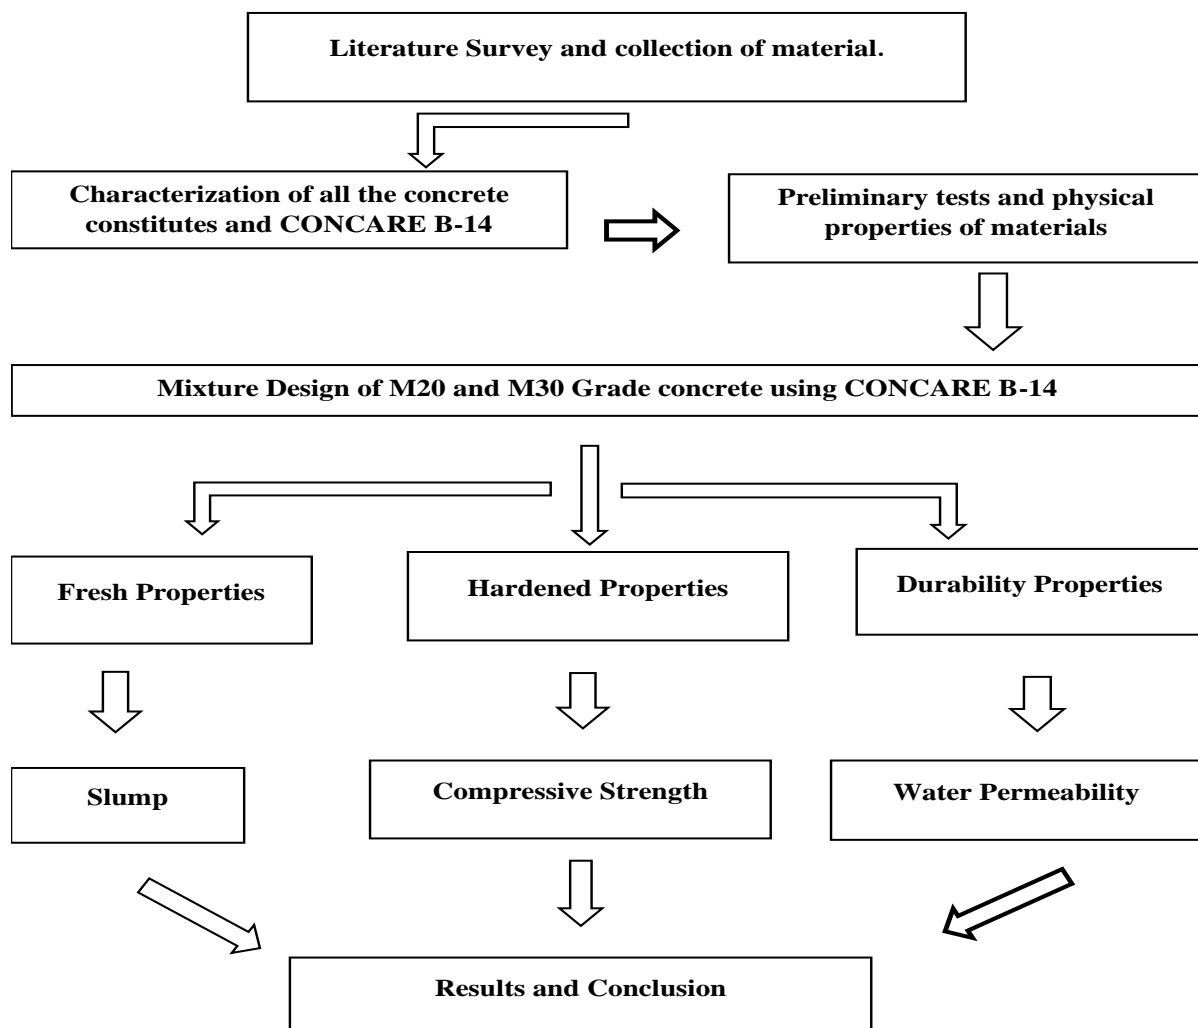 Literature Survey and collection of material.
Characterization of all the concrete
constitutes and CONCARE B-14
Preliminary tests and physical
properties of materials
Mixture Design of M20 and M30 Grade concrete using CONCARE B-14
Fresh Properties
Hardened Properties
Durability Properties
Slump
Compressive Strength
Water Permeability
Results and Conclusion